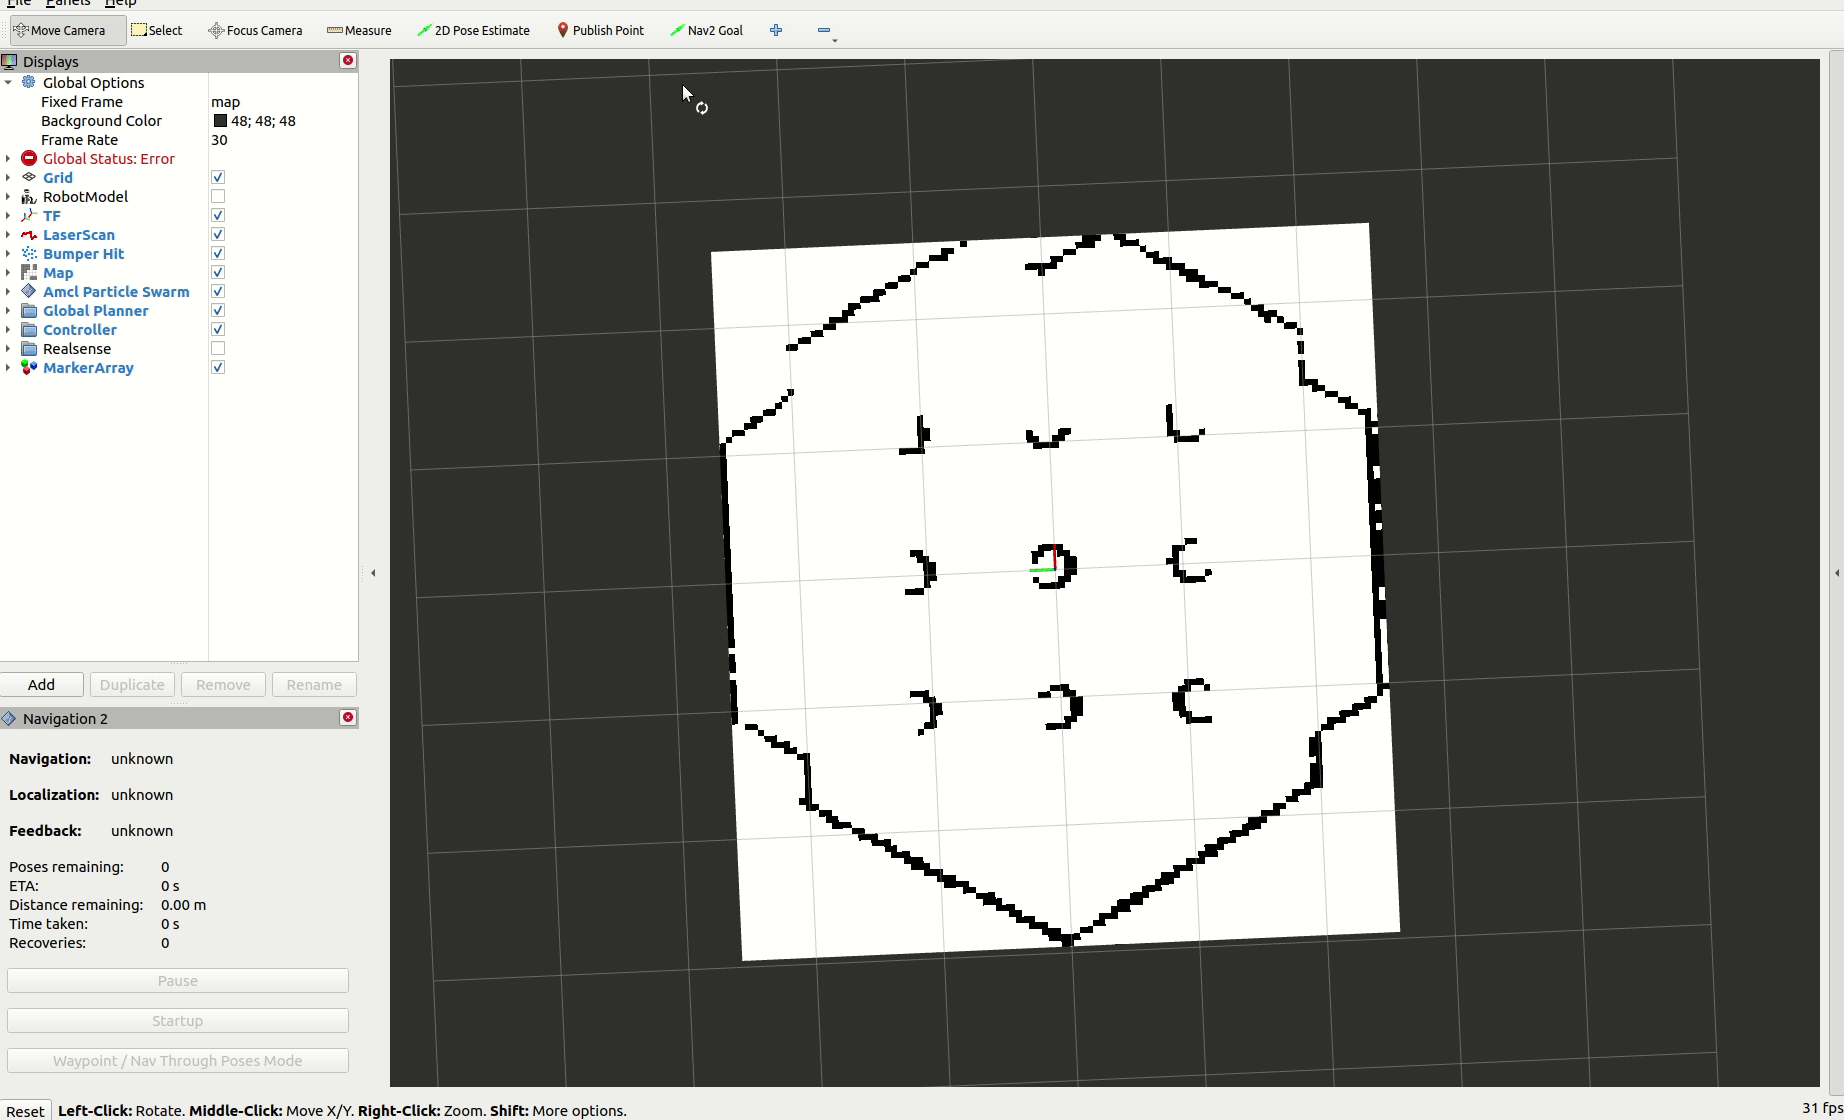 File Panels Help
Move Camera Select Focus Camera Measure 2D Pose Estimate Publish Point Nav2 Goal
Displays
Global Options
Fixed Frame map
Background Color 48; 48; 48
Frame Rate 30
Global Status: Error
Grid
RobotModel
TF
LaserScan
Bumper Hit
Map
Amcl Particle Swarm
Global Planner
Controller
Realsense
MarkerArray
Add Duplicate Remove Rename
Navigation 2
Navigation: unknown
Localization: unknown
Feedback: unknown
Poses remaining: 0
ETA: 0 s
Distance remaining: 0.00 m
Time taken: 0 s
Recoveries: 0
Pause
Startup
Waypoint / Nav Through Poses Mode
Reset Left-Click: Rotate. Middle-Click: Move X/Y. Right-Click: Zoom. Shift: More options. 31 fps